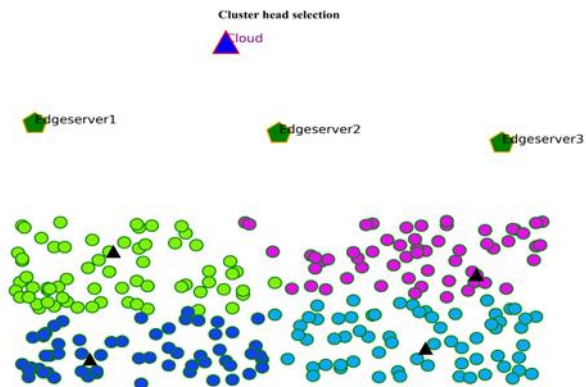 Cluster head selection
Cloud
Edgeserver1
Edgeserver2
Edgeserver3